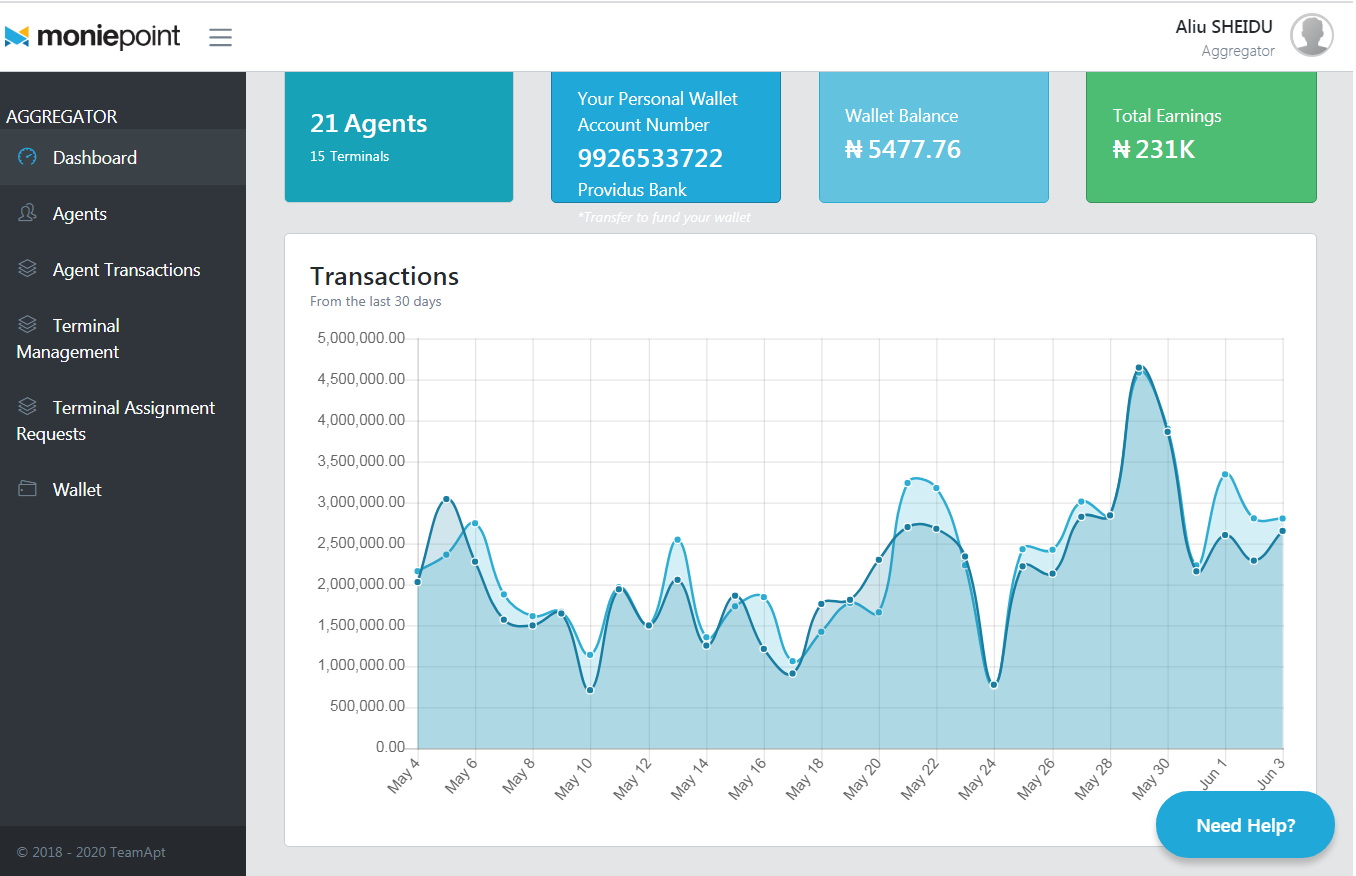 moniepoint
Aliu SHEIDU
Aggregator
AGGREGATOR
Dashboard
Agents
Agent Transactions
Terminal
Management
Terminal Assignment
Requests
Wallet
© 2018 - 2020 TeamApt
21 Agents
15 Terminals
Your Personal Wallet
Account Number
9926533722
Providus Bank
*Transfer to fund your wallet
Wallet Balance
₦ 5477.76
Total Earnings
₦ 231K
Transactions
From the last 30 days
5,000,000.00
4,500,000.00
4,000,000.00
3,500,000.00
3,000,000.00
2,500,000.00
2,000,000.00
1,500,000.00
1,000,000.00
500,000.00
0.00
May 4
May 6
May 8
May 10
May 12
May 14
May 16
May 18
May 20
May 22
May 24
May 26
May 28
May 30
Jun 1
Jun 3
Need Help?